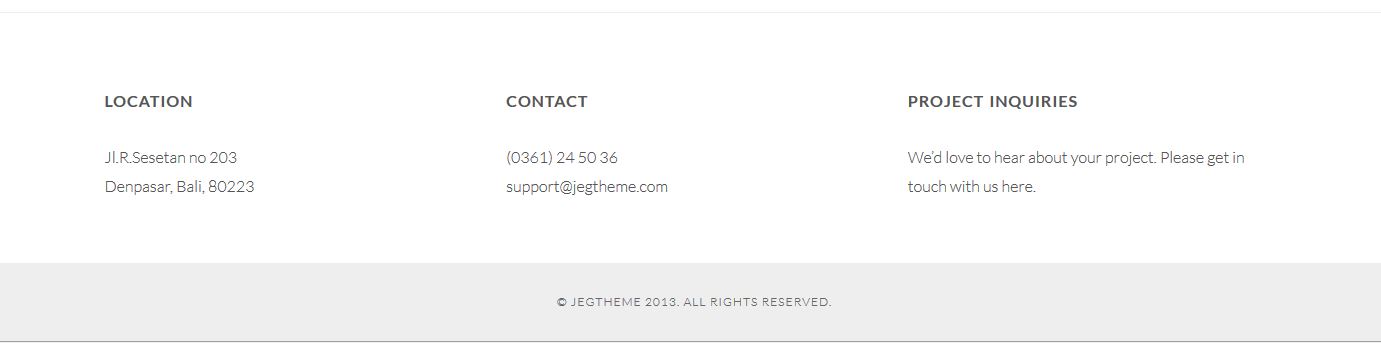 LOCATION
Jl.R.Sesetan no 203
Denpasar, Bali, 80223
CONTACT
(0361) 24 50 36
support@jegtheme.com
PROJECT INQUIRIES
We’d love to hear about your project. Please get in
touch with us here.
© JEGTHEME 2013. ALL RIGHTS RESERVED.